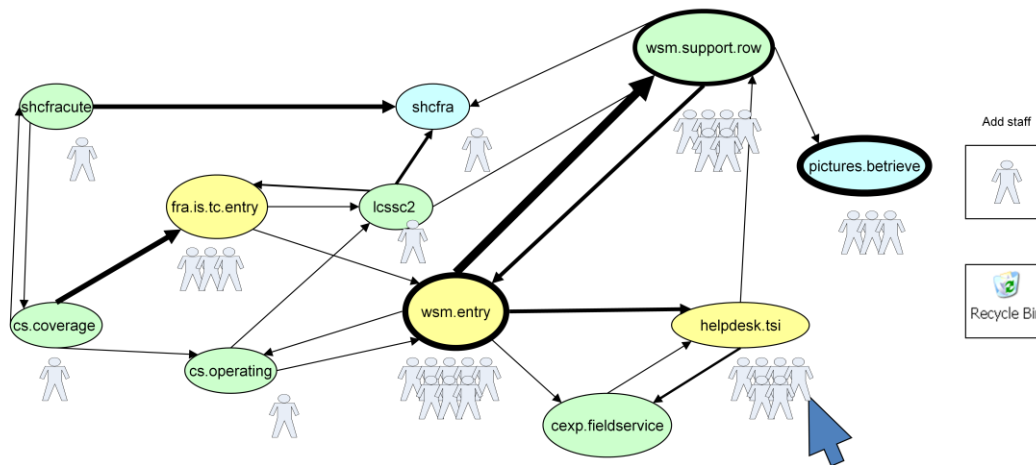 wsm.support.row
shcfracute
shcfra
Add staff
pictures.betrieve
fra.is.tc.entry
lcssc2
Recycle Bin
wsm.entry
cs.coverage
helpdesk.tsi
cs.operating
cexp.fieldservice